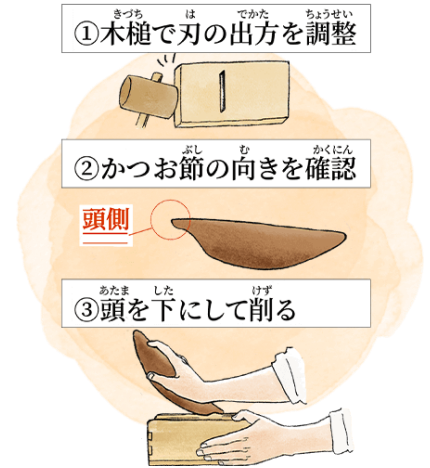 ①木槌で刃の出方を調整
②かつお節の向きを確認
頭側
③頭を下にして削る